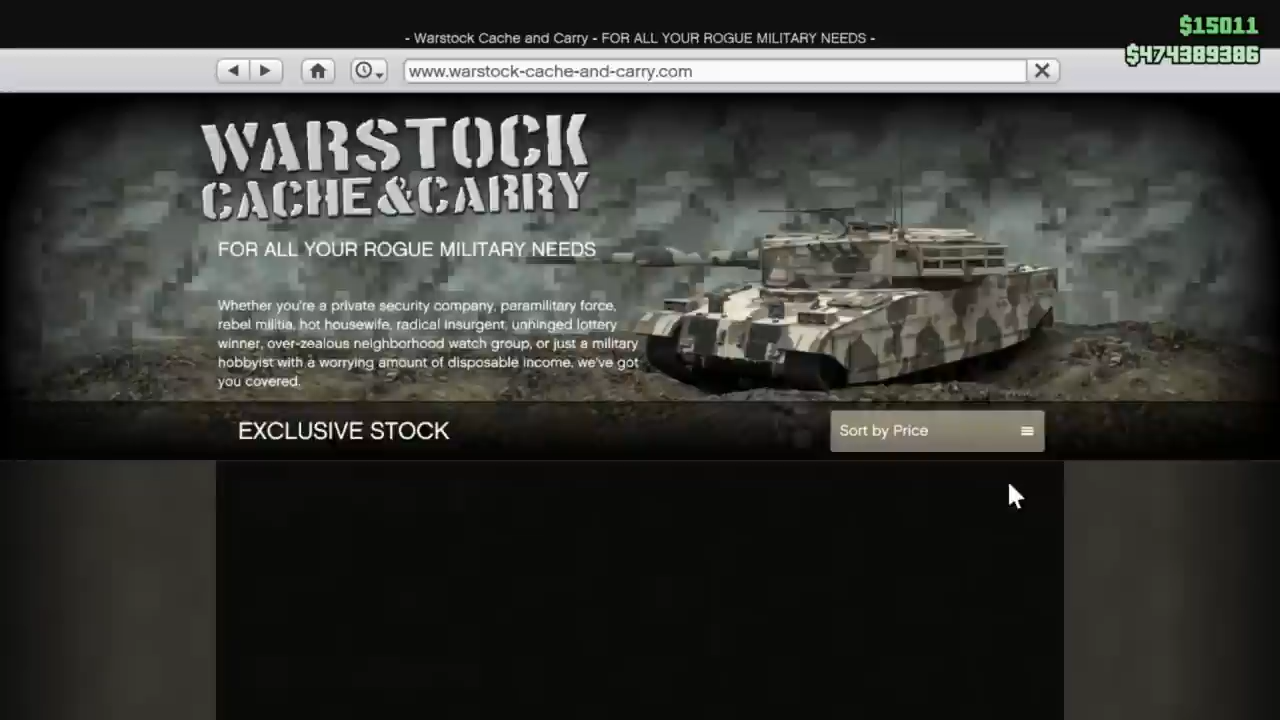 $15011
- Warstock Cache and Carry - FOR ALL YOUR ROGUE MILITARY NEEDS -
$474389386
www.warstock-cache-and-carry.com
WARSTOCK
CACHE&CARRY
FOR ALL YOUR ROGUE MILITARY NEEDS
Whether you're a private security company, paramilitary force,
rebel militia, hot housewife, radical insurgent, unhinged lottery
winner, over-zealous neighborhood watch group, or just a military
hobbyist with a worrying amount of disposable income, we've got
you covered.
EXCLUSIVE STOCK
Sort by Price